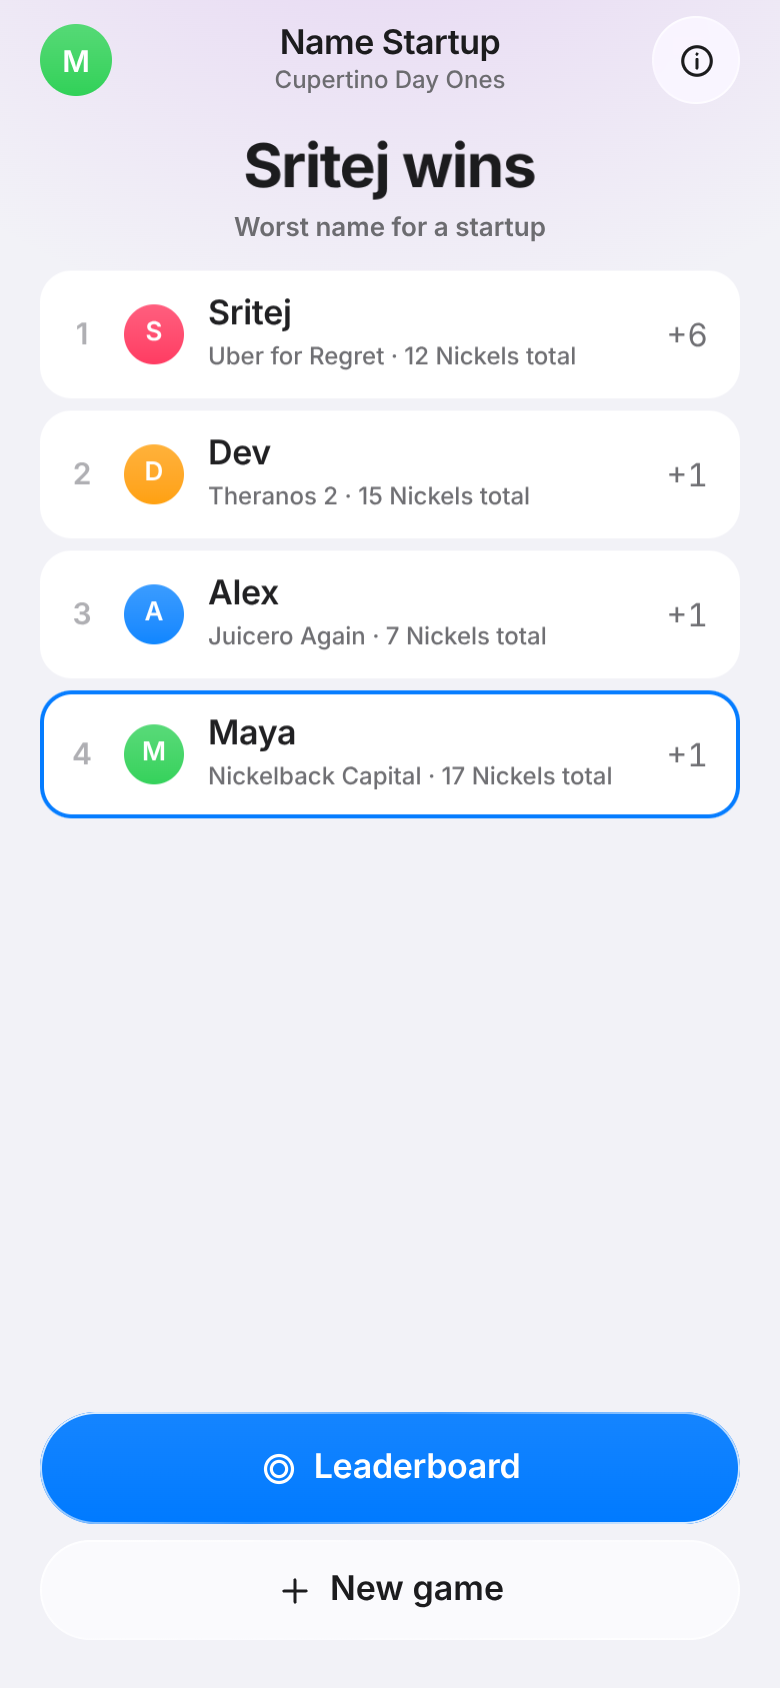 M
Name Startup
Cupertino Day Ones
Sritej wins
Worst name for a startup
1
S
Sritej
Uber for Regret · 12 Nickels total
+6
2
D
Dev
Theranos 2 · 15 Nickels total
+1
3
A
Alex
Juicero Again · 7 Nickels total
+1
4
M
Maya
Nickelback Capital · 17 Nickels total
+1
Leaderboard
New game